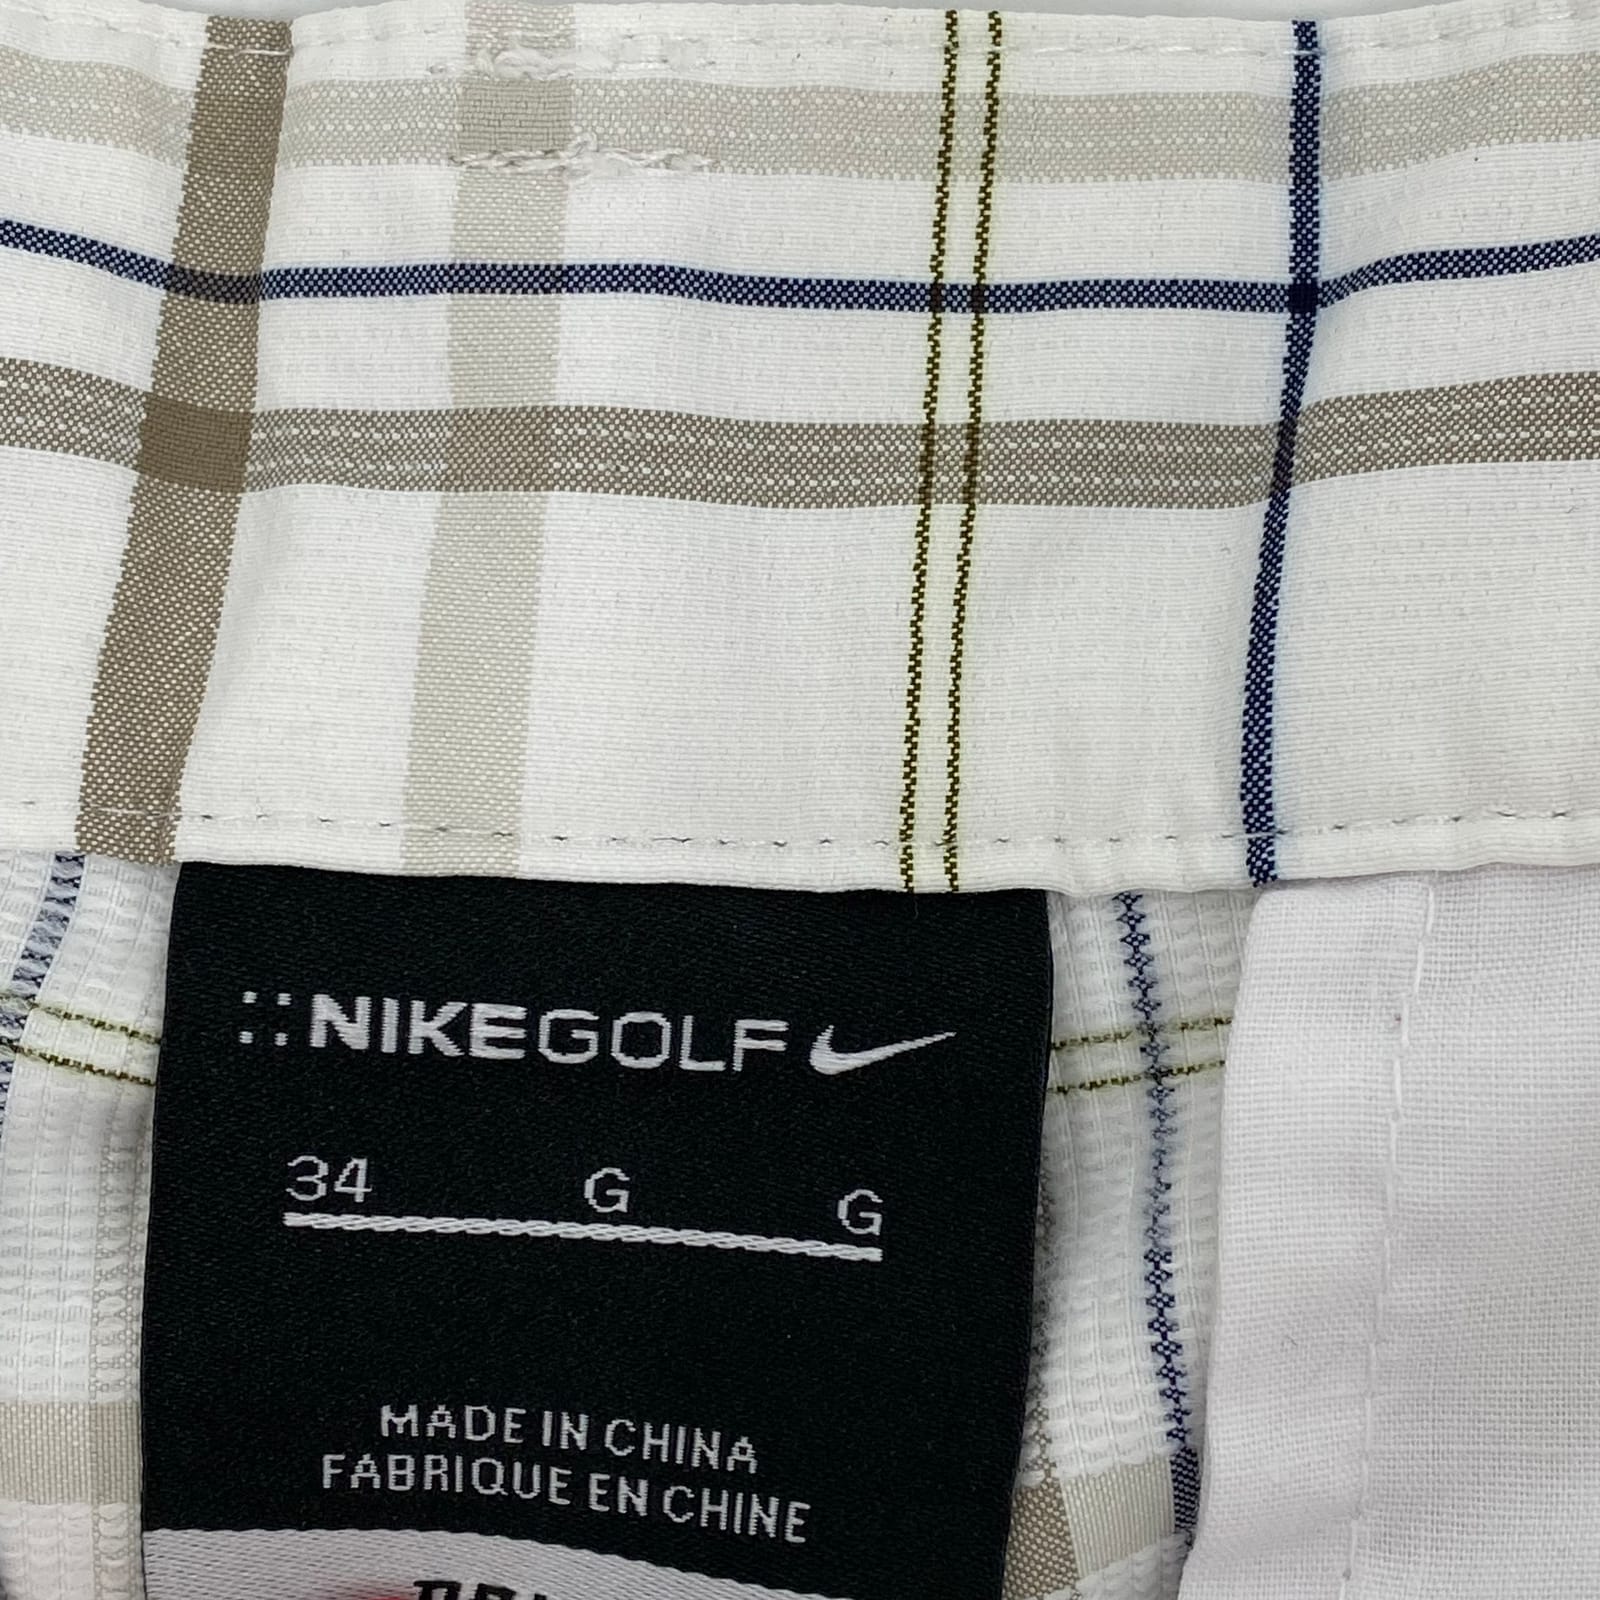 ::NIKEGOLF
34 G G
MADE IN CHINA
FABRIQUE EN CHINE